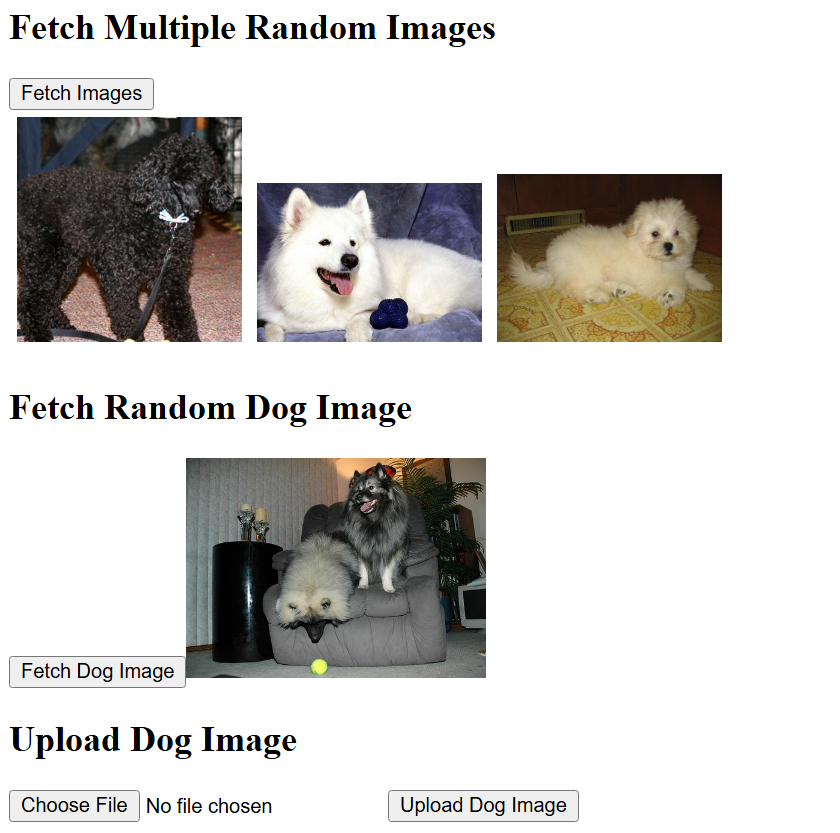 Fetch Multiple Random Images
Fetch Images
Fetch Random Dog Image
Fetch Dog Image
Upload Dog Image
Choose File No file chosen Upload Dog Image